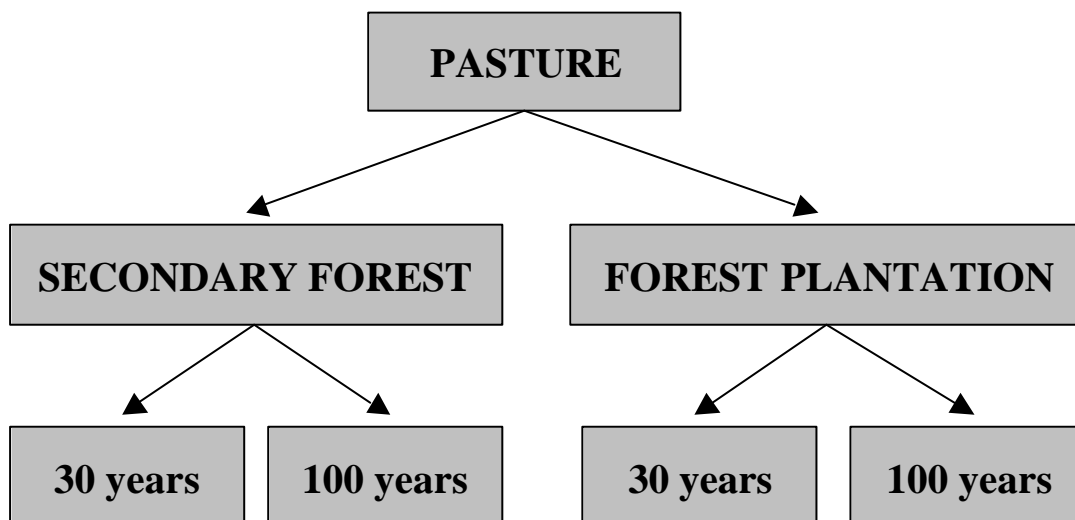 PASTURE
SECONDARY FOREST
FOREST PLANTATION
30 years
100 years
30 years
100 years